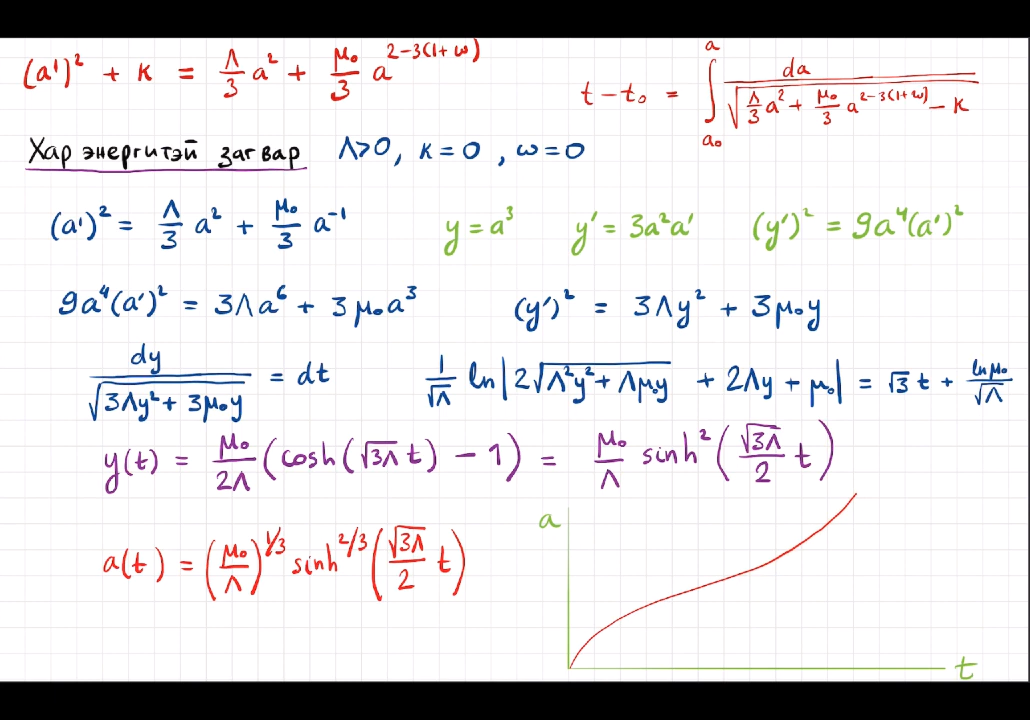 (a')² + κ = Λ/3 a² + μ₀/3 a^(2-3(1+ω))
t - t₀ = ∫_(a₀)^(a) da / √(Λ/3 a² + μ₀/3 a^(2-3(1+ω)) - κ)
Хар энергитэй загвар Λ>0, κ = 0, ω = 0
(a')² = Λ/3 a² + μ₀/3 a⁻¹ y = a³ y' = 3a²a' (y')² = 9a⁴(a')²
9a⁴(a')² = 3Λa⁶ + 3μ₀a³ (y')² = 3Λy² + 3μ₀y
dy / √(3Λy² + 3μ₀y) = dt 1/√Λ ln|2√(Λ²y² + Λμ₀y) + 2Λy + μ₀| = √3 t + ln μ₀/√Λ
y(t) = μ₀/2Λ (cosh(√3Λ t) - 1) = μ₀/Λ sinh² (√3Λ/2 t)
a(t) = (μ₀/Λ)^(1/3) sinh^(2/3) (√3Λ/2 t)
a
t